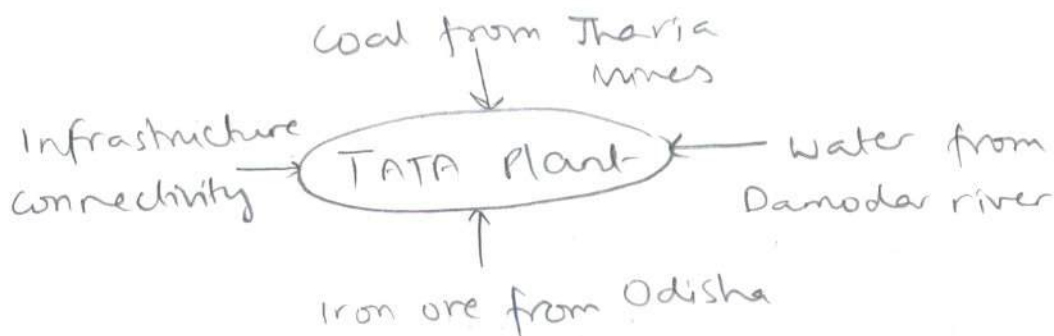 Coal from Jharia
Mines
Infrastructure
connectivity
TATA Plant
Water from
Damodar river
Iron ore from Odisha